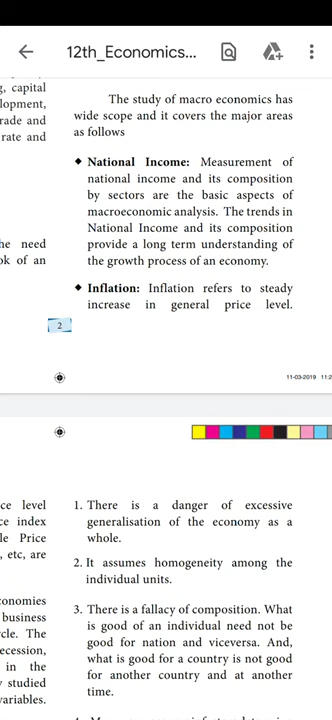 12th_Economics...
g, capital
lopment,
rade and
rate and
he need
ok of an
The study of macro economics has
wide scope and it covers the major areas
as follows
◆ National Income: Measurement of
national income and its composition
by sectors are the basic aspects of
macroeconomic analysis. The trends in
National Income and its composition
provide a long term understanding of
the growth process of an economy.
◆ Inflation: Inflation refers to steady
increase in general price level.
2
11-03-2019 11:2
ce level
ce index
le Price
, etc, are
conomies
business
cle. The
ecession,
in the
y studied
variables.
1. There is a danger of excessive
generalisation of the economy as a
whole.
2. It assumes homogeneity among the
individual units.
3. There is a fallacy of composition. What
is good of an individual need not be
good for nation and viceversa. And,
what is good for a country is not good
for another country and at another
time.